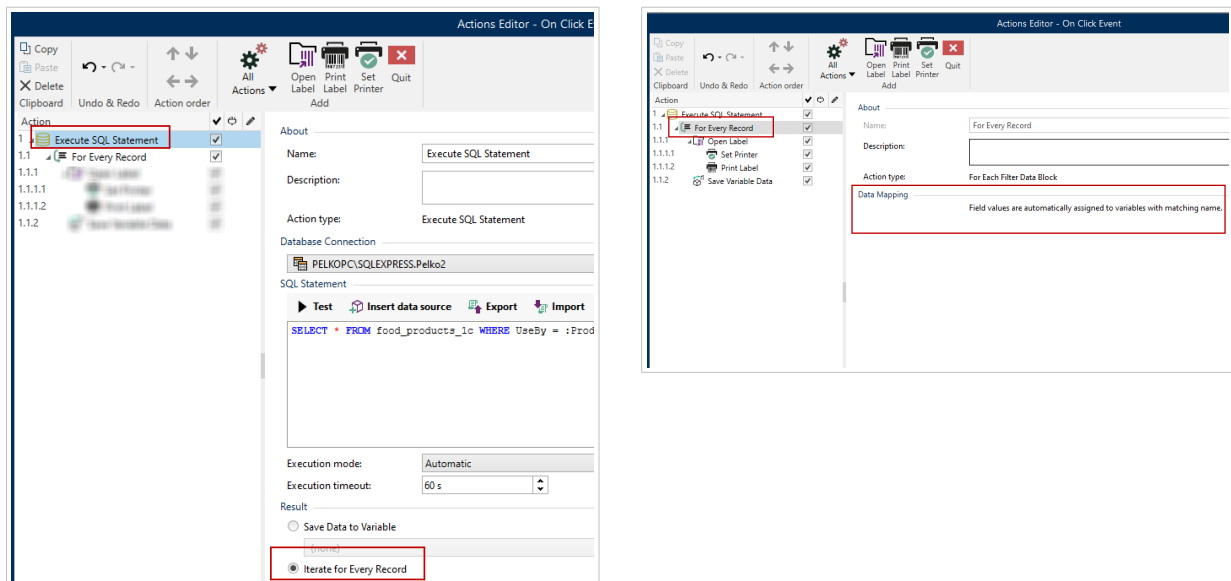 Actions Editor - On Click E
Copy
Paste
Delete
Clipboard
Undo & Redo
Action order
All
Actions
Open
Label
Print
Label
Set
Printer
Quit
Add
Action
1 Execute SQL Statement
1.1 For Every Record
1.1.1
1.1.1.1
1.1.1.2
1.1.2
About
Name: Execute SQL Statement
Description:
Action type: Execute SQL Statement
Database Connection
PELKOPC\SQLEXPRESS.Pelko2
SQL Statement
Test Insert data source Export Import
SELECT * FROM food_products_1c WHERE UseBy = :Prod
Execution mode: Automatic
Execution timeout: 60 s
Result
Save Data to Variable
(none)
Iterate for Every Record
Actions Editor - On Click Event
Copy
Paste
Delete
Clipboard
Undo & Redo
Action order
All
Actions
Open
Label
Print
Label
Set
Printer
Quit
Add
Action
1 Execute SQL Statement
1.1 For Every Record
1.1.1 Open Label
1.1.1.1 Set Printer
1.1.1.2 Print Label
1.1.2 Save Variable Data
About
Name: For Every Record
Description:
Action type: For Each Filter Data Block
Data Mapping
Field values are automatically assigned to variables with matching name.